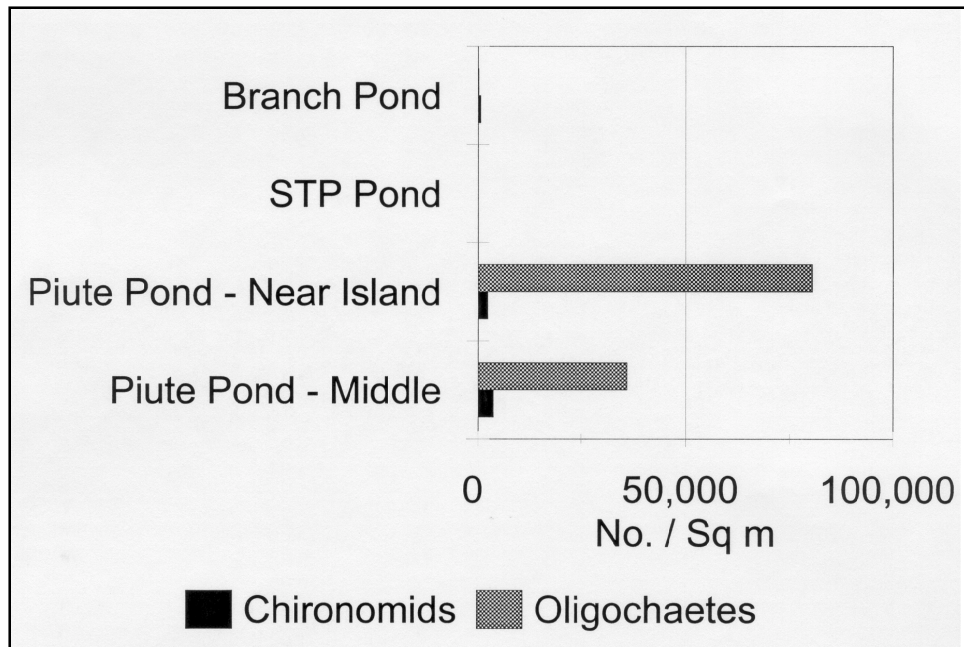 Branch Pond
STP Pond
Piute Pond - Near Island
Piute Pond - Middle
0 50,000 100,000
No. / Sq m
Chironomids Oligochaetes